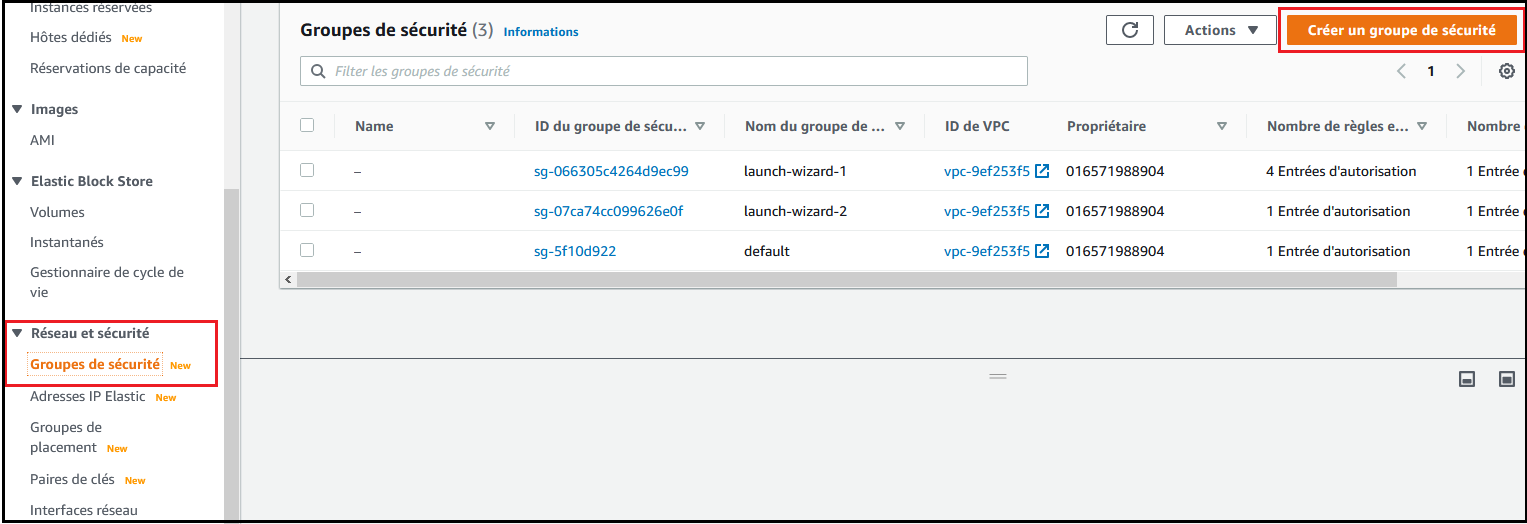 Instances réservées
Hôtes dédiés New
Réservations de capacité
Images
AMI
Elastic Block Store
Volumes
Instantanés
Gestionnaire de cycle de
vie
Réseau et sécurité
Groupes de sécurité New
Adresses IP Elastic New
Groupes de
placement New
Paires de clés New
Interfaces réseau
Groupes de sécurité (3) Informations
Actions
Créer un groupe de sécurité
Filter les groupes de sécurité
1
Name ID du groupe de sécu... Nom du groupe de ... ID de VPC Propriétaire Nombre de règles e... Nombre
– sg-066305c4264d9ec99 launch-wizard-1 vpc-9ef253f5 016571988904 4 Entrées d'autorisation 1 Entrée
– sg-07ca74cc099626e0f launch-wizard-2 vpc-9ef253f5 016571988904 1 Entrée d'autorisation 1 Entrée
– sg-5f10d922 default vpc-9ef253f5 016571988904 1 Entrée d'autorisation 1 Entrée